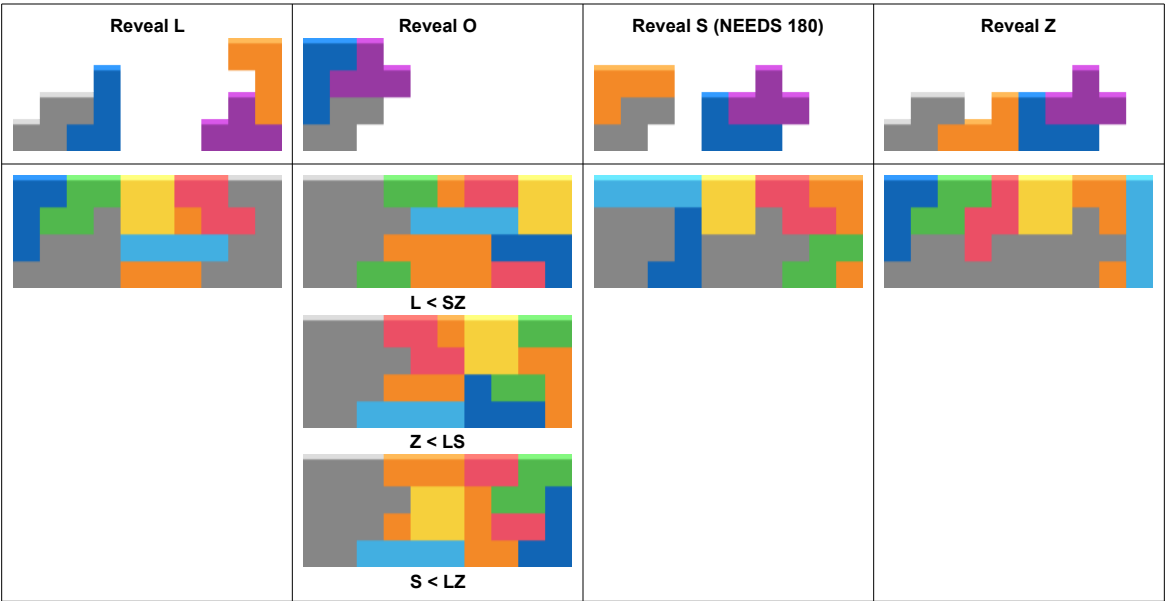 Reveal L
Reveal O
Reveal S (NEEDS 180)
Reveal Z
L < SZ
Z < LS
S < LZ